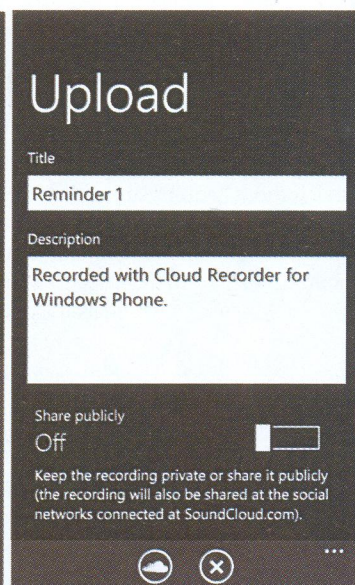 Upload
Title
Reminder 1
Description
Recorded with Cloud Recorder for
Windows Phone.
Share publicly
Off
Keep the recording private or share it publicly
(the recording will also be shared at the social
networks connected at SoundCloud.com).